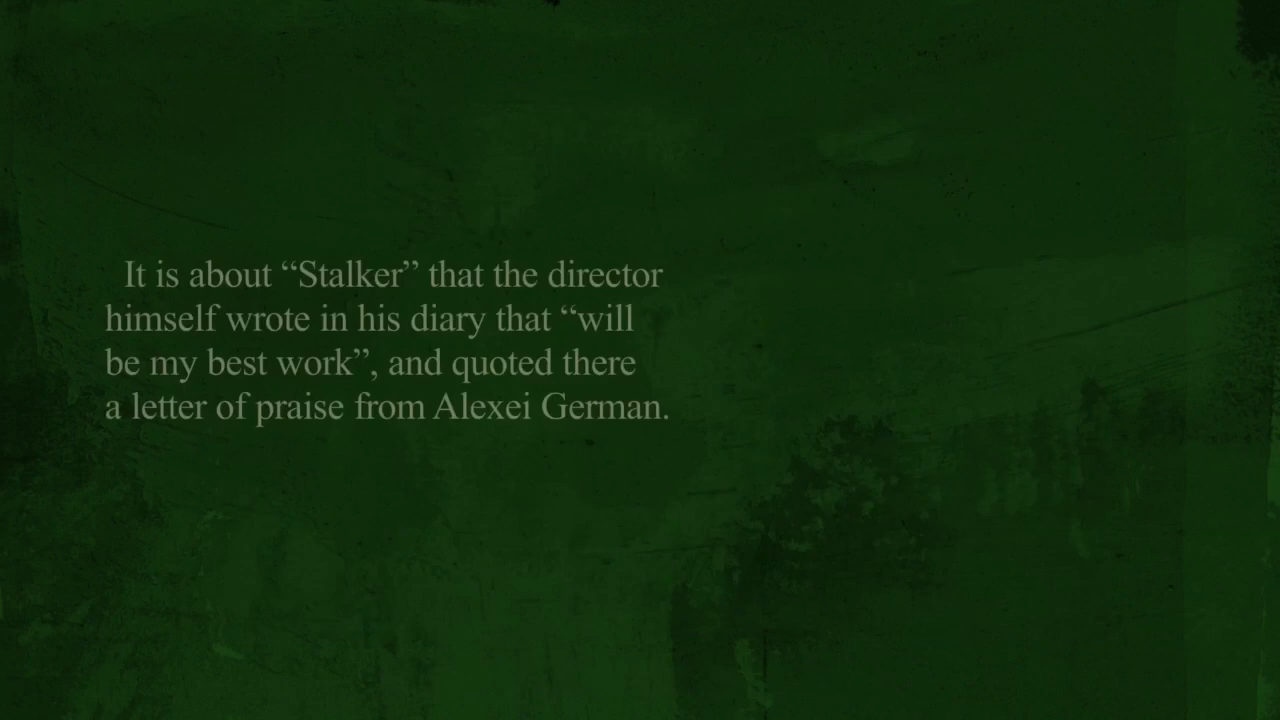 It is about “Stalker” that the director
himself wrote in his diary that “will
be my best work”, and quoted there
a letter of praise from Alexei German.